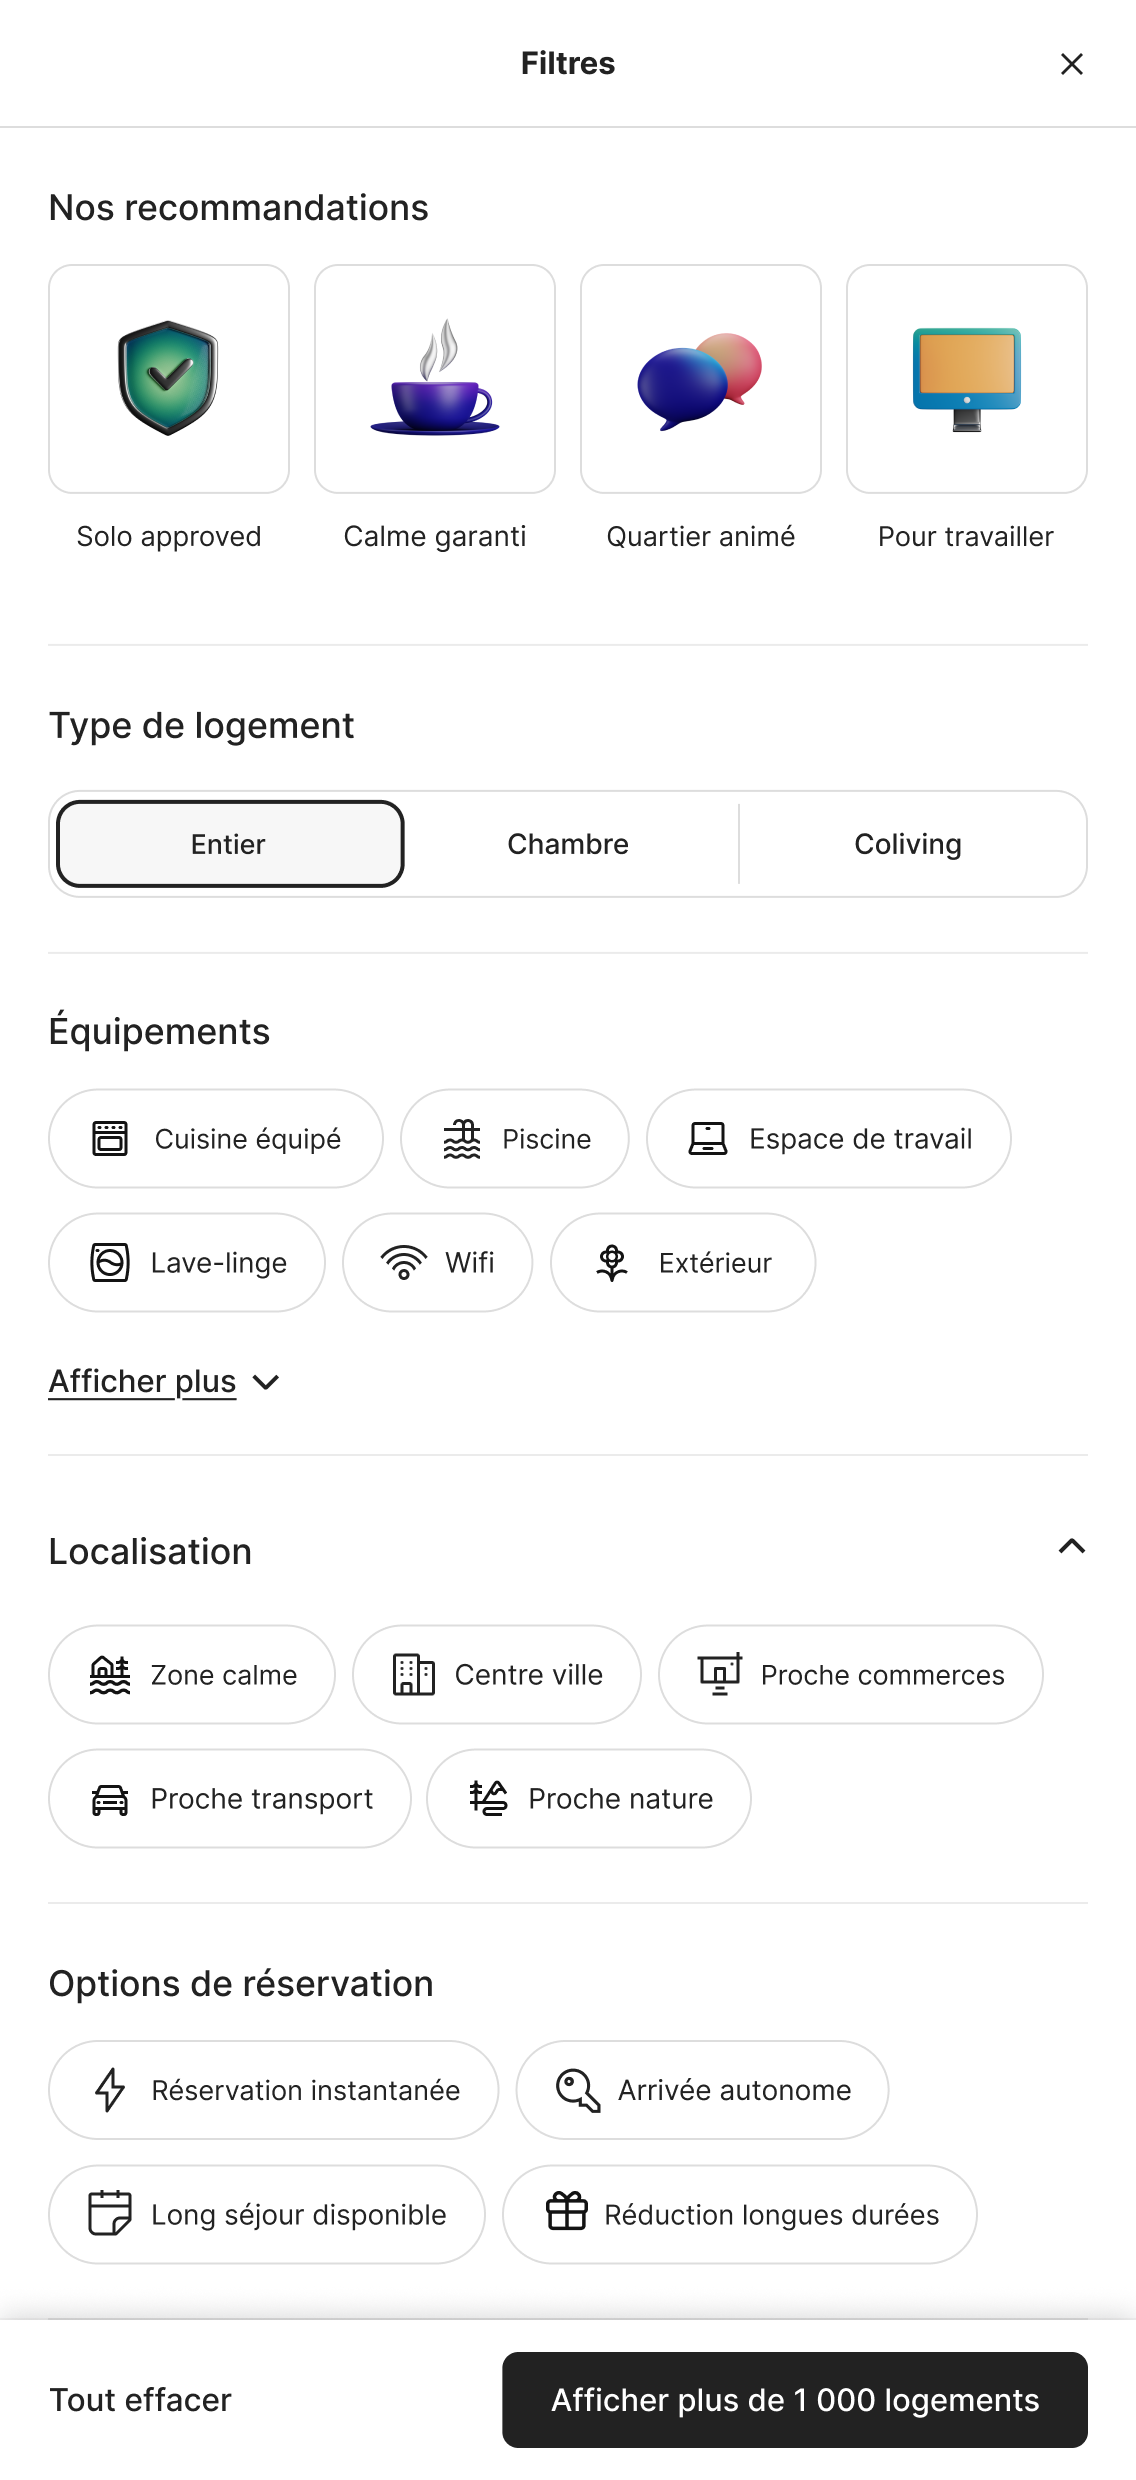 Filtres
Nos recommandations
Solo approved
Calme garanti
Quartier animé
Pour travailler
Type de logement
Entier
Chambre
Coliving
Équipements
Cuisine équipé
Piscine
Espace de travail
Lave-linge
Wifi
Extérieur
Afficher plus
Localisation
Zone calme
Centre ville
Proche commerces
Proche transport
Proche nature
Options de réservation
Réservation instantanée
Arrivée autonome
Long séjour disponible
Réduction longues durées
Tout effacer
Afficher plus de 1 000 logements